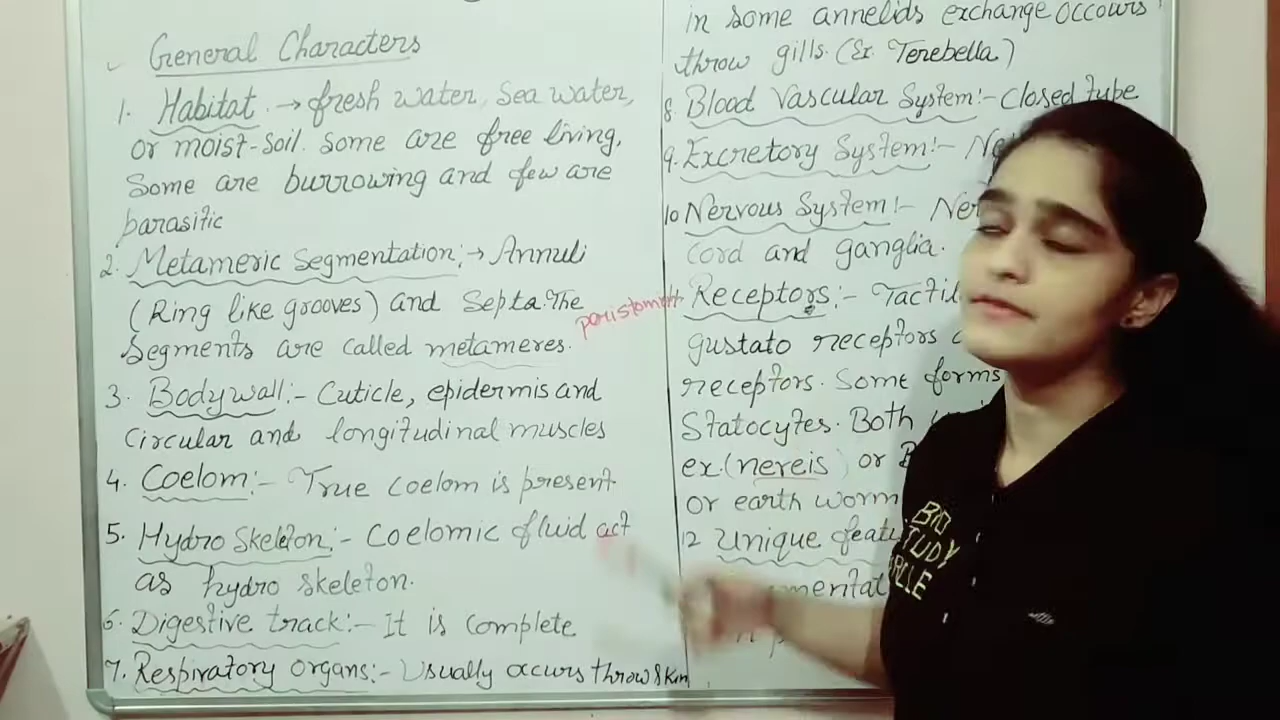 General Characters
1. Habitat. → fresh water, Sea water,
or moist-soil. Some are free living,
Some are burrowing and few are
parasitic
2. Metameric Segmentation:→ Annuli
(Ring like grooves) and Septa. The
Segments are called metameres.
3. Bodywall:- Cuticle, epidermis and
Circular and longitudinal muscles
4. Coelom:- True coelom is present
5. Hydro Skeleton:- Coelomic fluid act
as hydro skeleton.
6. Digestive track:- It is complete
7. Respiratory organs:- Usually occurs throw skin
in some annelids exchange occours
throw gills. (Ex. Terebella)
8. Blood Vascular System:- Closed type
9. Excretory System:- Ne
10 Nervous System!- Ner
cord and ganglia.
Receptors:- Tactil
gustato receptors
receptors. Some forms
Statocytes. Both
ex.(nereis) or
or earth worm
12 Unique featu
mental
BRD
STUDY